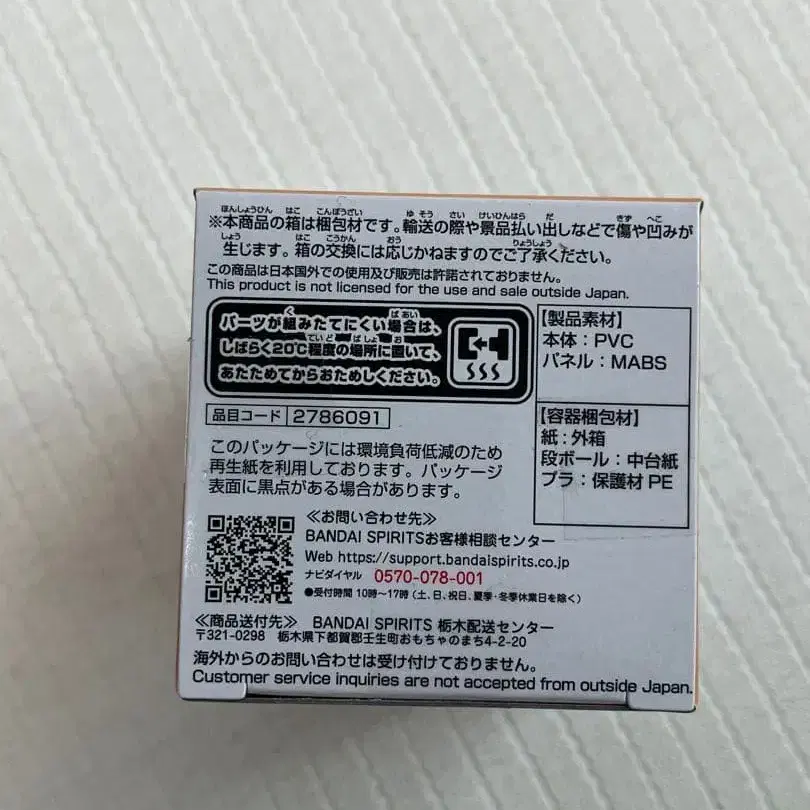 ※本商品の箱は梱包材です。輸送の際や景品払い出しなどで傷や凹みが
生じます。箱の交換には応じかねますのでご了承ください。
この商品は日本国外での使用及び販売は許諾されておりません。
This product is not licensed for the use and sale outside Japan.
パーツが組みたてにくい場合は、
しばらく20℃程度の場所に置いて、
あたためてからおためしください。
【製品素材】
本体:PVC
パネル:MABS
品目コード 2786091
【容器梱包材】
紙:外箱
段ボール:中台紙
プラ:保護材 PE
このパッケージには環境負荷低減のため
再生紙を利用しております。パッケージ
表面に黒点がある場合があります。
≪お問い合わせ先≫
BANDAI SPIRITSお客様相談センター
Web https://support.bandaispirits.co.jp
ナビダイヤル 0570-078-001
●受付時間 10時〜17時(土、日、祝日、夏季・冬季休業日を除く)
≪商品送付先≫ BANDAI SPIRITS 栃木配送センター
〒321-0298 栃木県下都賀郡壬生町おもちゃのまち4-2-20
海外からのお問い合わせは受け付けておりません。
Customer service inquiries are not accepted from outside Japan.